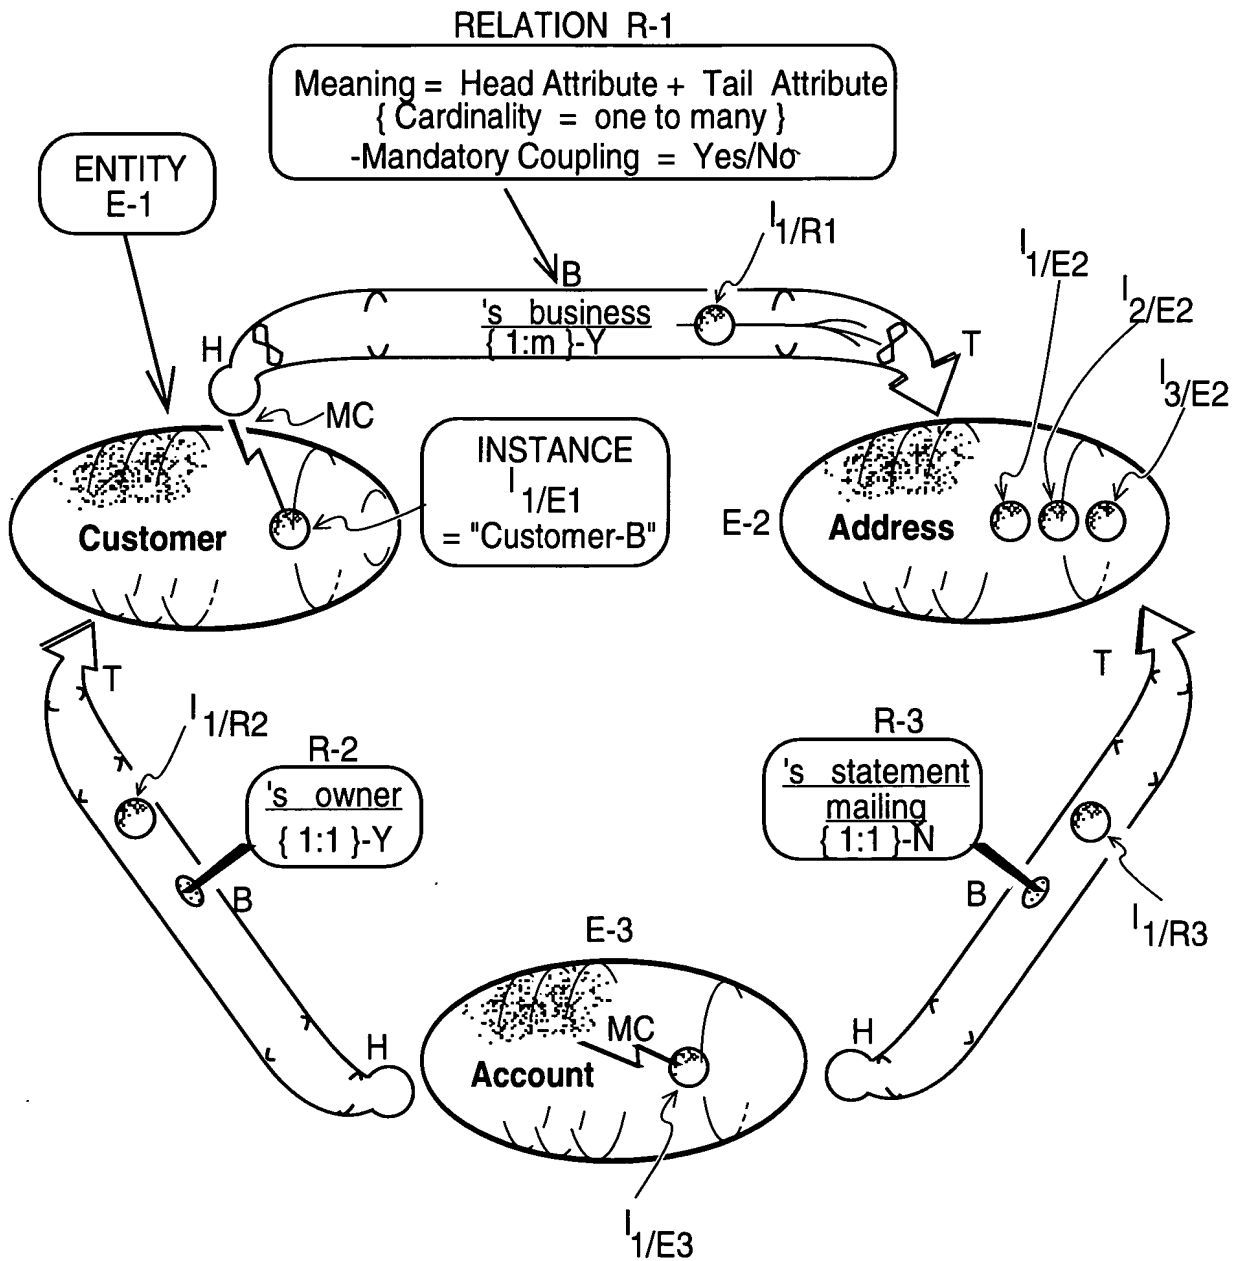 RELATION R-1
Meaning = Head Attribute + Tail Attribute
{ Cardinality = one to many }
-Mandatory Coupling = Yes/No
ENTITY
E-1
I1/R1
I1/E2
B
I2/E2
's business
{ 1:m }-Y
H
T
I3/E2
MC
INSTANCE
I1/E1
= "Customer-B"
Customer
E-2
Address
T
T
I1/R2
R-2
's owner
{ 1:1 }-Y
R-3
's statement
mailing
{ 1:1 }-N
B
B
I1/R3
E-3
H
MC
H
Account
I1/E3